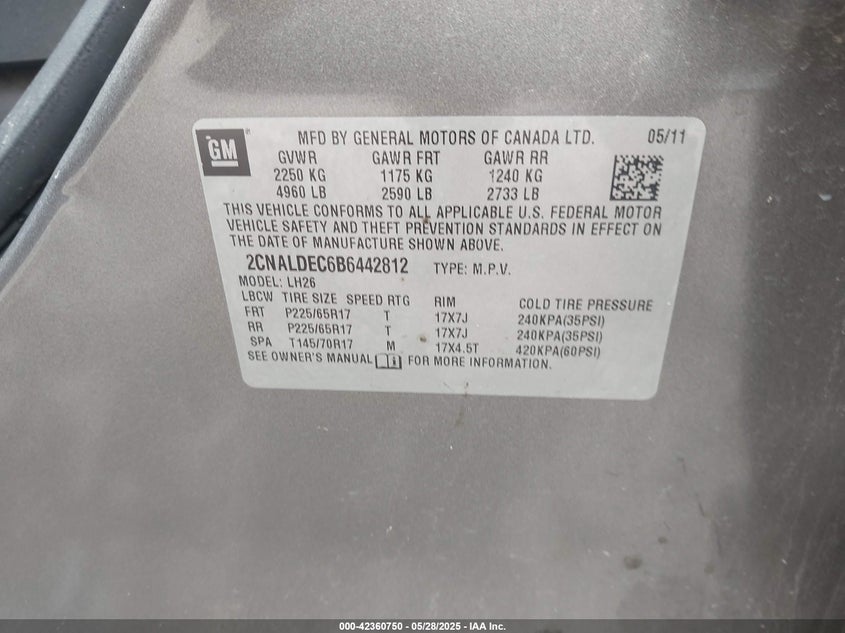 GM
MFD BY GENERAL MOTORS OF CANADA LTD. 05/11
GVWR GAWR FRT GAWR RR
2250 KG 1175 KG 1240 KG
4960 LB 2590 LB 2733 LB
THIS VEHICLE CONFORMS TO ALL APPLICABLE U.S. FEDERAL MOTOR
VEHICLE SAFETY AND THEFT PREVENTION STANDARDS IN EFFECT ON
THE DATE OF MANUFACTURE SHOWN ABOVE.
2CNALDEC6B6442812 TYPE: M.P.V.
MODEL: LH26
LBCW TIRE SIZE SPEED RTG RIM COLD TIRE PRESSURE
FRT P225/65R17 T 17X7J 240KPA(35PSI)
RR P225/65R17 T 17X7J 240KPA(35PSI)
SPA T145/70R17 M 17X4.5T 420KPA(60PSI)
SEE OWNER'S MANUAL FOR MORE INFORMATION.
000-42360750 — 05/28/2025 - IAA Inc.